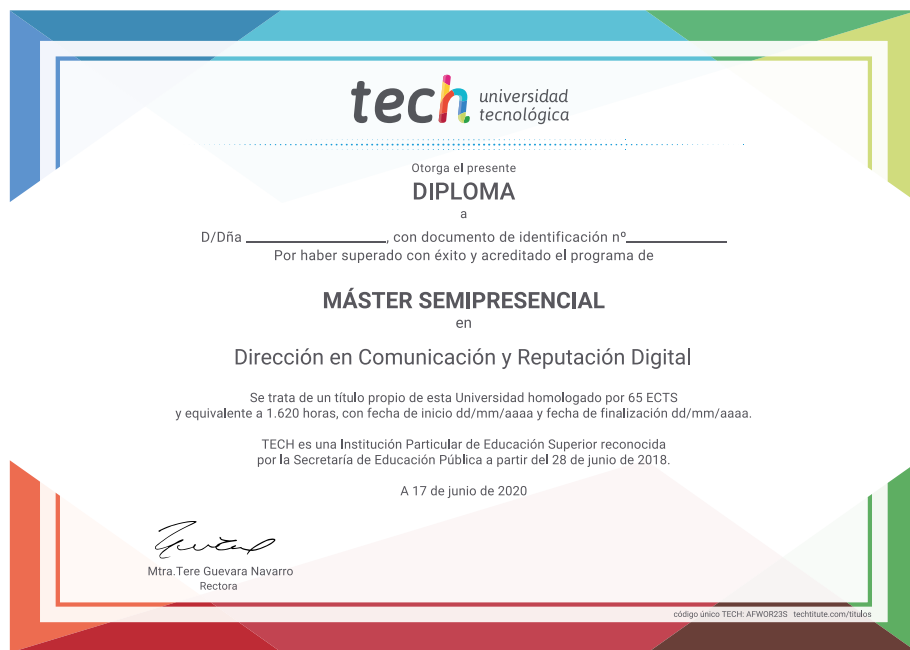 tech universidad
tecnológica
Otorga el presente
DIPLOMA
a
D/Dña ____________, con documento de identificación nº_________
Por haber superado con éxito y acreditado el programa de
MÁSTER SEMIPRESENCIAL
en
Dirección en Comunicación y Reputación Digital
Se trata de un título propio de esta Universidad homologado por 65 ECTS
y equivalente a 1.620 horas, con fecha de inicio dd/mm/aaaa y fecha de finalización dd/mm/aaaa.
TECH es una Institución Particular de Educación Superior reconocida
por la Secretaría de Educación Pública a partir del 28 de junio de 2018.
A 17 de junio de 2020
Mtra.Tere Guevara Navarro
Rectora
código único TECH: AFWOR23S techtitute.com/titulos